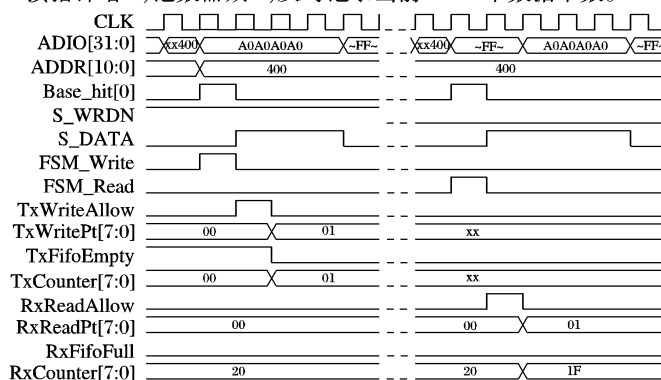 CLK
ADIO[31:0] xx400 A0A0A0A0 ~FF~ xx400 ~FF~ A0A0A0A0 ~FF~
ADDR[10:0] 400 400
Base_hit[0]
S_WRDN
S_DATA
FSM_Write
FSM_Read
TxWriteAllow
TxWritePt[7:0] 00 01 xx
TxFifoEmpty
TxCounter[7:0] 00 01 xx
RxReadAllow
RxReadPt[7:0] 00 00 01
RxFifoFull
RxCounter[7:0] 20 20 1F